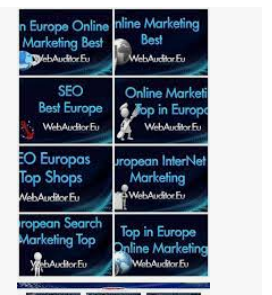 n Europe Online
Marketing Best
WebAuditor.Eu
nline Marketing
Best
WebAuditor.Eu
SEO
Best Europe
WebAuditor.Eu
Online Marketi
Top in Europe
WebAuditor.Eu
EO Europas
Top Shops
WebAuditor.Eu
uropean InterNet
Marketing
WebAuditor.Eu
ropean Search
Marketing Top
WebAuditor.Eu
Top in Europe
Online Marketing
WebAuditor.Eu